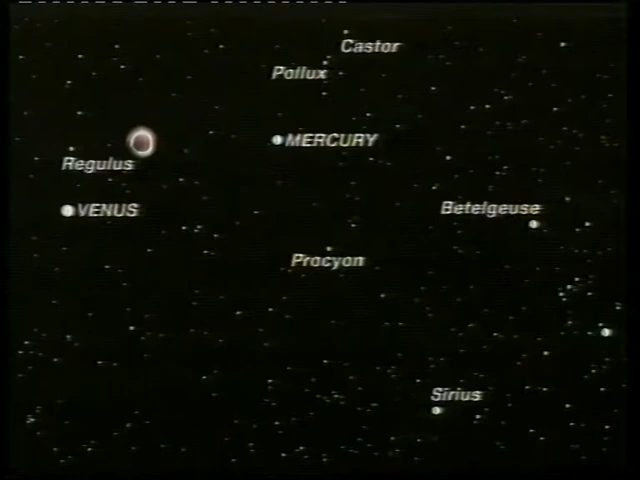 Castor
Pollux
MERCURY
Regulus
VENUS
Betelgeuse
Procyon
Sirius